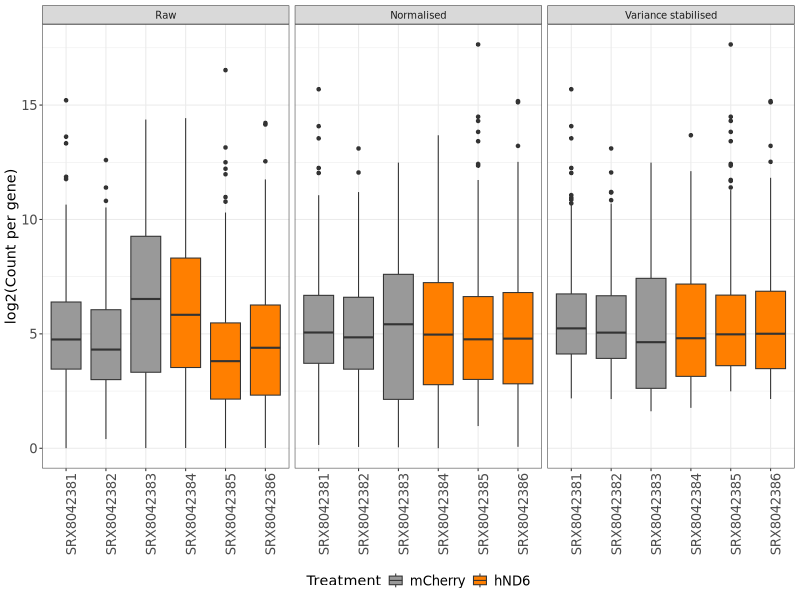 Raw
Normalised
Variance stabilised
log2(Count per gene)
15
10
5
0
SRX8042381
SRX8042382
SRX8042383
SRX8042384
SRX8042385
SRX8042386
SRX8042381
SRX8042382
SRX8042383
SRX8042384
SRX8042385
SRX8042386
SRX8042381
SRX8042382
SRX8042383
SRX8042384
SRX8042385
SRX8042386
Treatment mCherry hND6